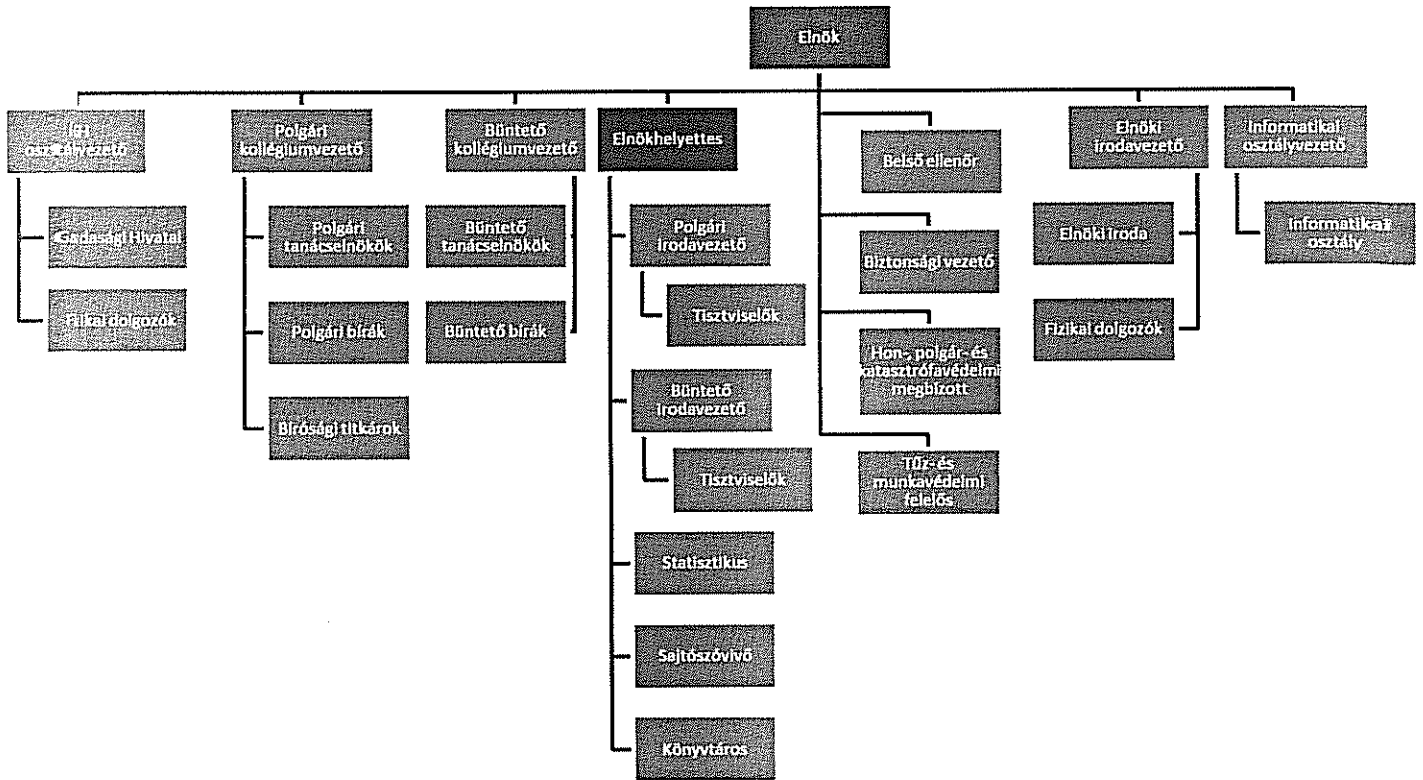 Elnök
osztályvezető
Polgári
kollégiumvezető
Büntető
kollégiumvezető
Elnökhelyettes
Belső ellenőr
Elnöki
irodavezető
Informatikai
osztályvezető
Gadasági Hivatal
Polgári
tanácselnökök
Büntető
tanácselnökök
Polgári
irodavezető
Biztonsági vezető
Elnöki iroda
Informatikai
osztály
Filkai dolgozók
Polgári bírák
Büntető bírák
Tisztviselők
Hon-, polgár- és
katasztrófavédelmi
megbízott
Fizikai dolgozók
Bírósági titkárok
Büntető
irodavezető
Tisztviselők
Tűz- és
munkavédelmi
felelős
Statisztikus
Sajtószóvivő
Könyvtáros